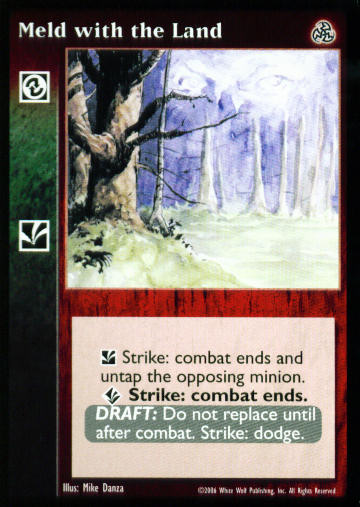 Meld with the Land
Strike: combat ends and
untap the opposing minion.
Strike: combat ends.
DRAFT: Do not replace until
after combat. Strike: dodge.
Illus: Mike Danza
©2006 White Wolf Publishing, Inc. All Rights Reserved.